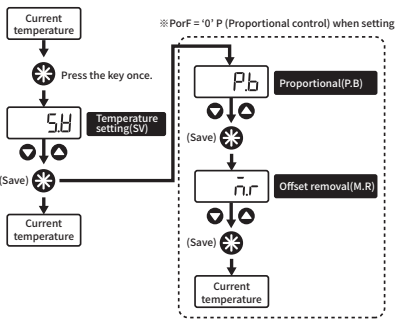 Current
temperature
Press the key once.
S.U
Temperature
setting(SV)
(Save)
Current
temperature
※PorF = ‘0’ P (Proportional control) when setting
P.b
Proportional(P.B)
(Save)
n̄.r
Offset removal(M.R)
(Save)
Current
temperature